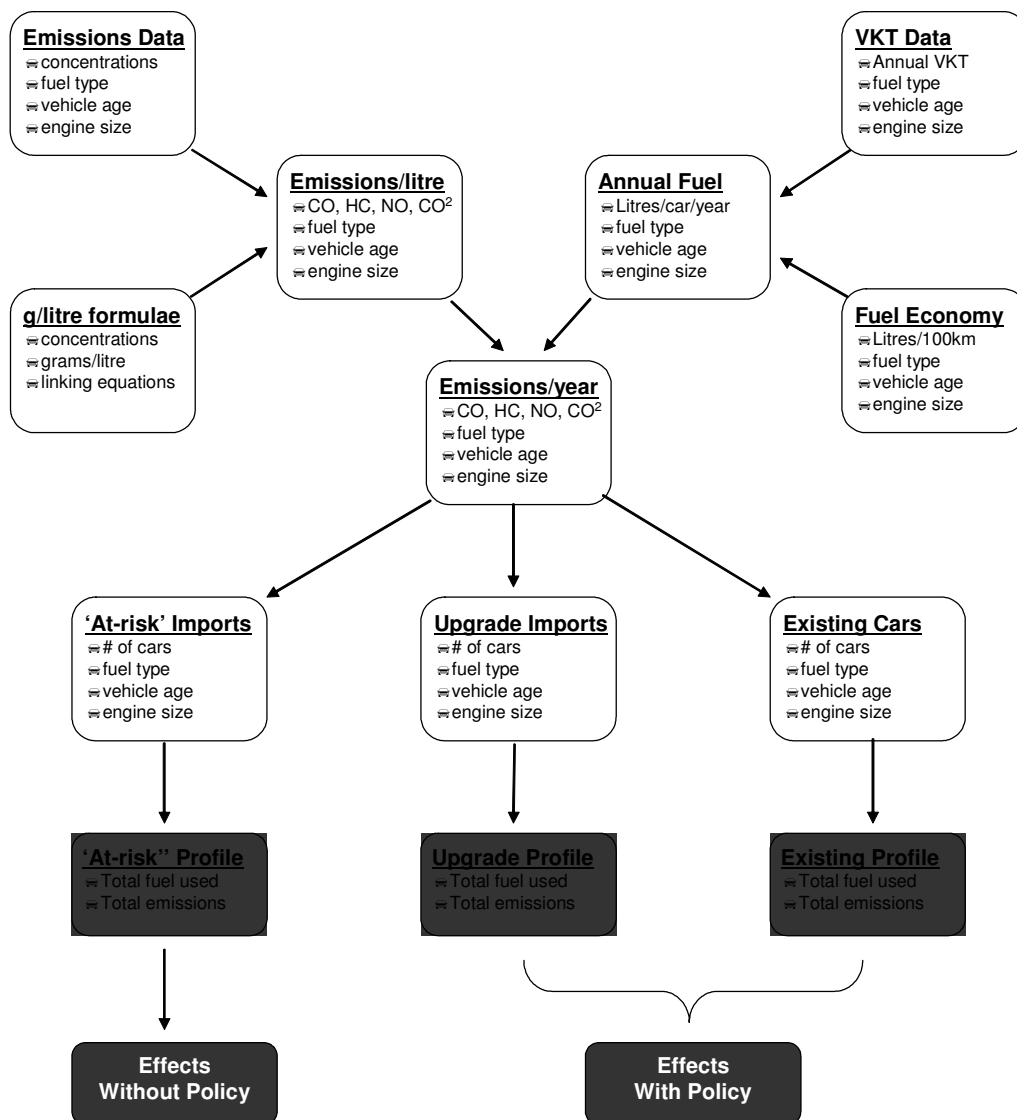 Emissions Data
concentrations
fuel type
vehicle age
engine size
VKT Data
Annual VKT
fuel type
vehicle age
engine size
Emissions/litre
CO, HC, NO, CO²
fuel type
vehicle age
engine size
Annual Fuel
Litres/car/year
fuel type
vehicle age
engine size
g/litre formulae
concentrations
grams/litre
linking equations
Fuel Economy
Litres/100km
fuel type
vehicle age
engine size
Emissions/year
CO, HC, NO, CO²
fuel type
vehicle age
engine size
‘At-risk’ Imports
# of cars
fuel type
vehicle age
engine size
Upgrade Imports
# of cars
fuel type
vehicle age
engine size
Existing Cars
# of cars
fuel type
vehicle age
engine size
‘At-risk’’ Profile
Total fuel used
Total emissions
Upgrade Profile
Total fuel used
Total emissions
Existing Profile
Total fuel used
Total emissions
Effects
Without Policy
Effects
With Policy